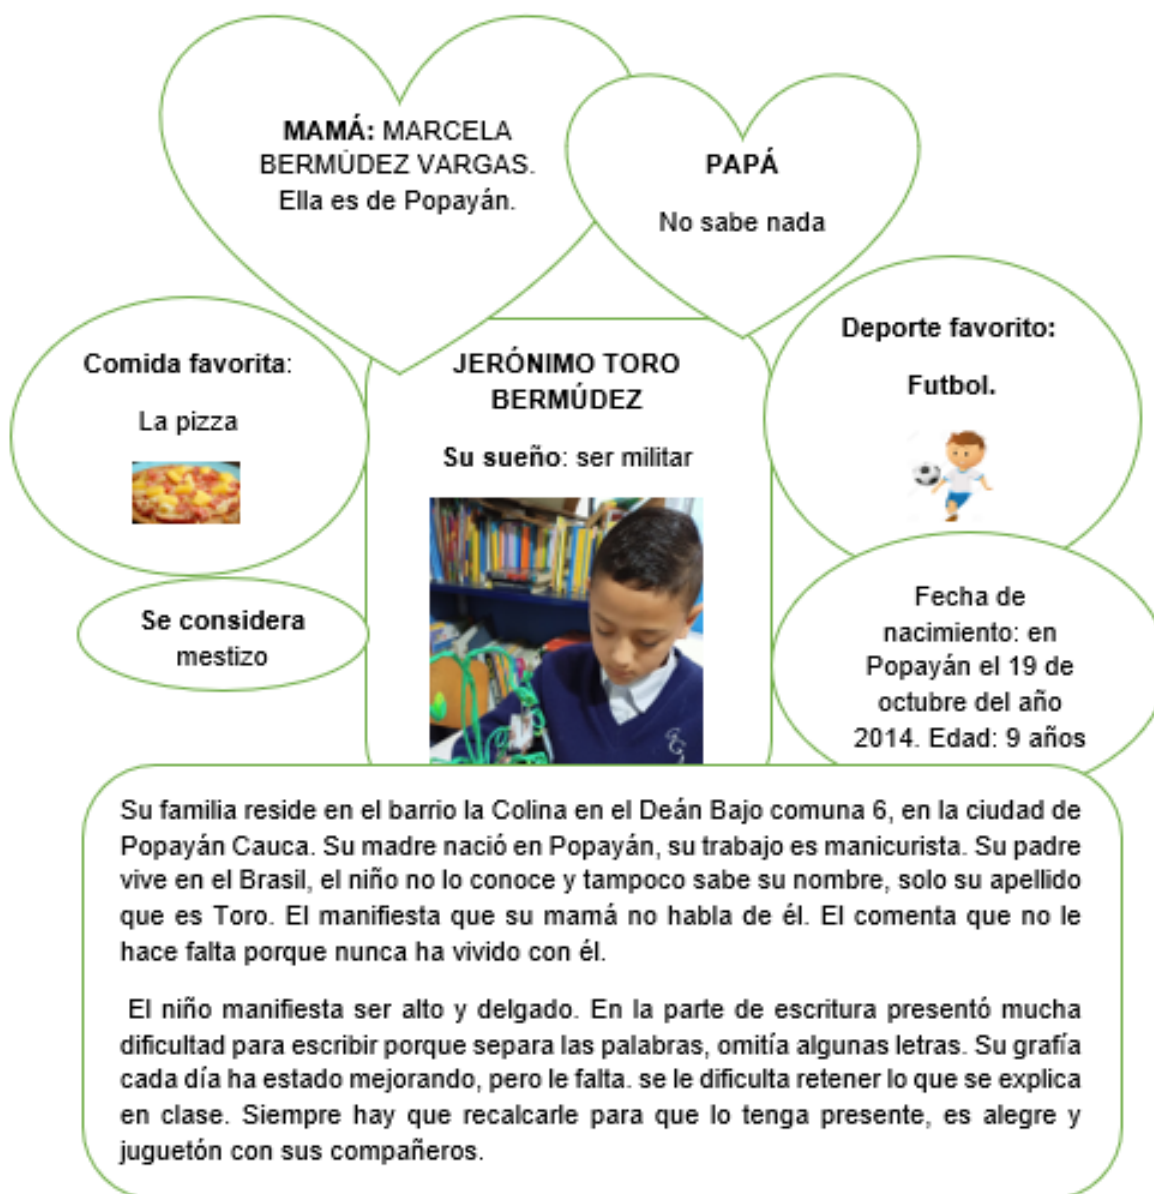 MAMÁ: MARCELA
BERMÚDEZ VARGAS.
Ella es de Popayán.
PAPÁ
No sabe nada
Comida favorita:
La pizza
JERÓNIMO TORO
BERMÚDEZ
Su sueño: ser militar
Deporte favorito:
Futbol.
Se considera
mestizo
Fecha de
nacimiento: en
Popayán el 19 de
octubre del año
2014. Edad: 9 años
Su familia reside en el barrio la Colina en el Deán Bajo comuna 6, en la ciudad de
Popayán Cauca. Su madre nació en Popayán, su trabajo es manicurista. Su padre
vive en el Brasil, el niño no lo conoce y tampoco sabe su nombre, solo su apellido
que es Toro. El manifiesta que su mamá no habla de él. El comenta que no le
hace falta porque nunca ha vivido con él.
El niño manifiesta ser alto y delgado. En la parte de escritura presentó mucha
dificultad para escribir porque separa las palabras, omitía algunas letras. Su grafía
cada día ha estado mejorando, pero le falta. se le dificulta retener lo que se explica
en clase. Siempre hay que recalcarle para que lo tenga presente, es alegre y
juguetón con sus compañeros.